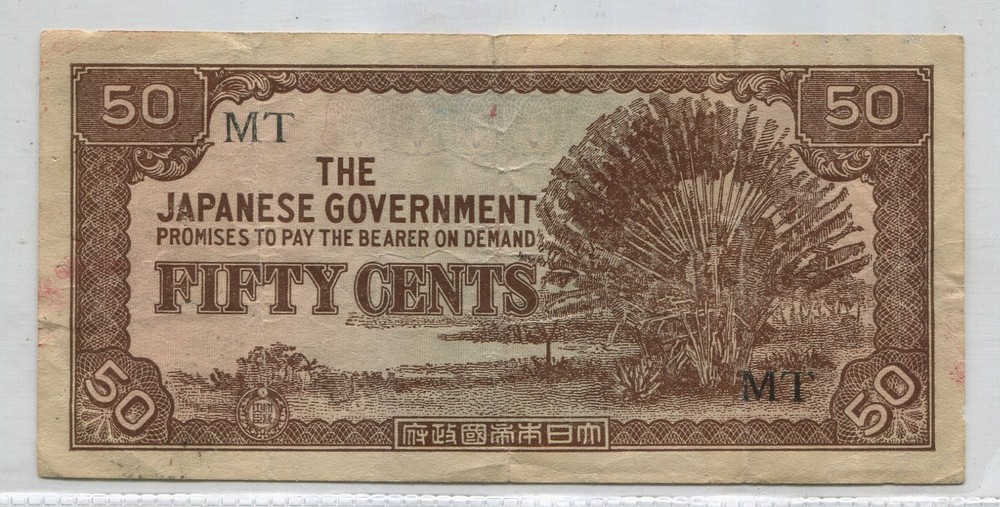 50
50
MT
THE
JAPANESE GOVERNMENT
PROMISES TO PAY THE BEARER ON DEMAND
FIFTY CENTS
MT
50
50
大日本帝國政府